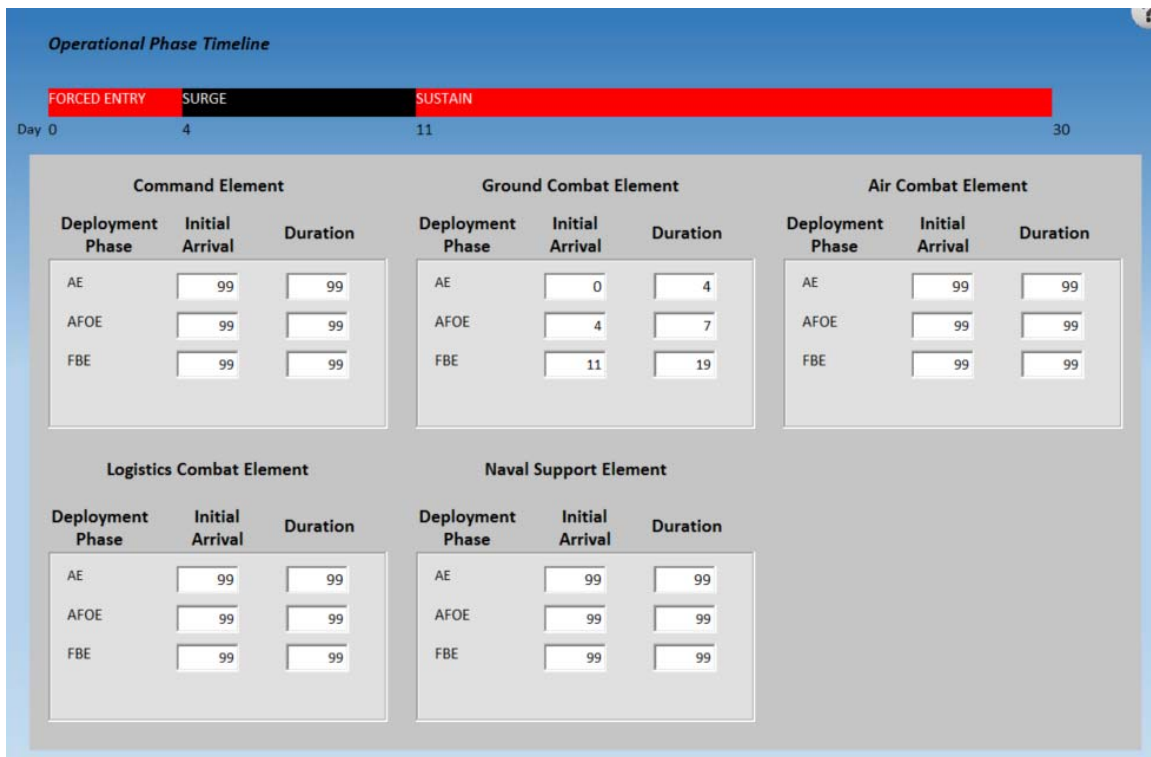 ?
Operational Phase Timeline
FORCED ENTRY SURGE SUSTAIN
Day 0 4 11 30
Command Element Ground Combat Element Air Combat Element
Deployment Phase Initial Arrival Duration Deployment Phase Initial Arrival Duration Deployment Phase Initial Arrival Duration
AE 99 99 AE 0 4 AE 99 99
AFOE 99 99 AFOE 4 7 AFOE 99 99
FBE 99 99 FBE 11 19 FBE 99 99
Logistics Combat Element Naval Support Element
Deployment Phase Initial Arrival Duration Deployment Phase Initial Arrival Duration
AE 99 99 AE 99 99
AFOE 99 99 AFOE 99 99
FBE 99 99 FBE 99 99